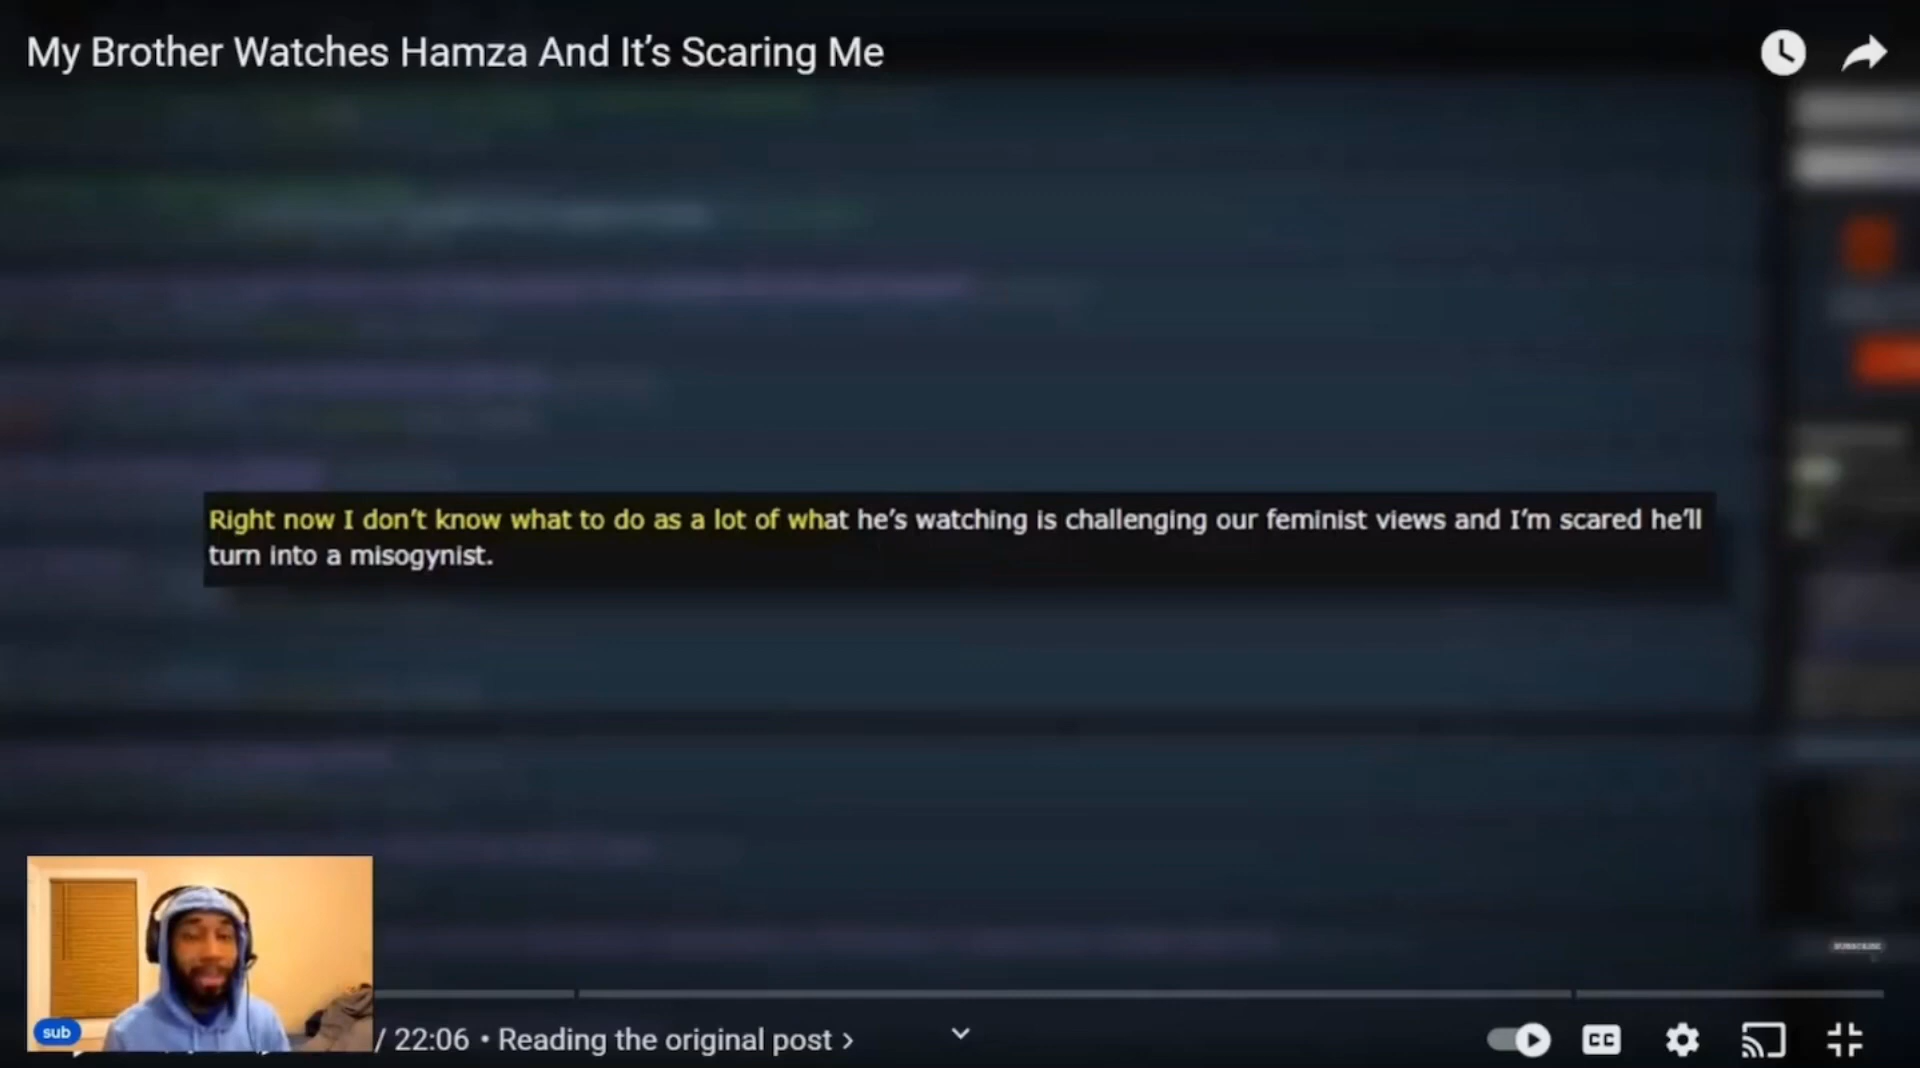 My Brother Watches Hamza And It's Scaring Me
Right now I don't know what to do as a lot of what he's watching is challenging our feminist views and I'm scared he'll
turn into a misogynist.
SUBSCRIBE
sub
/ 22:06 • Reading the original post ›
CC